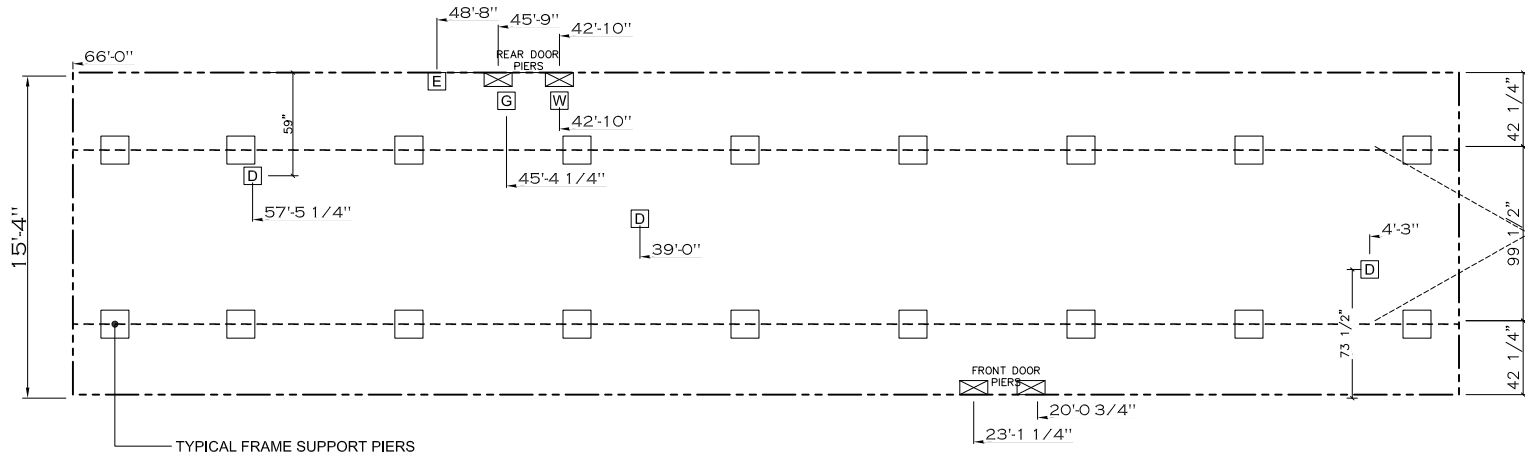 48'-8"
45'-9"
42'-10"
66'-0"
REAR DOOR
PIERS
E
G
W
42'-10"
59"
42 1/4"
D
45'-4 1/4"
57'-5 1/4"
D
39'-0"
15'-4"
4'-3"
99 1/2"
D
73 1/2"
FRONT DOOR
PIERS
42 1/4"
20'-0 3/4"
23'-1 1/4"
TYPICAL FRAME SUPPORT PIERS